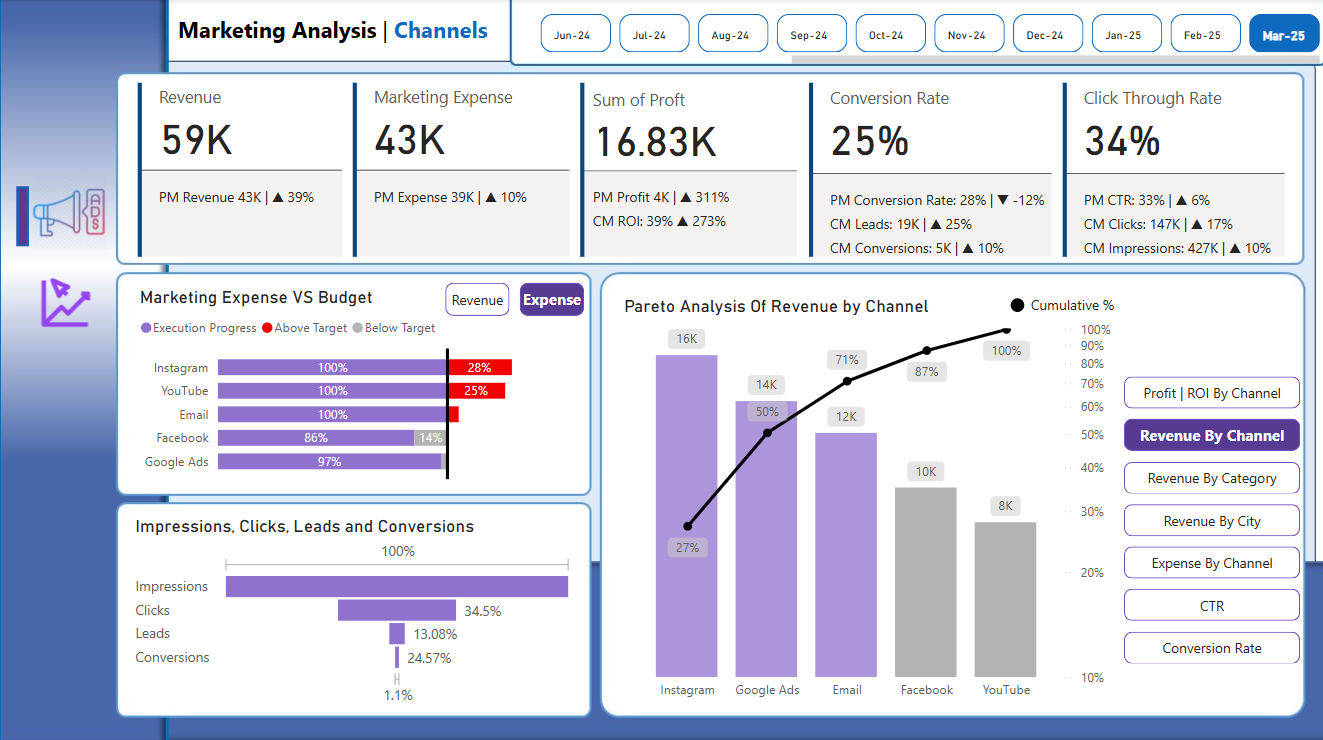 Marketing Analysis | Channels
Jun-24 Jul-24 Aug-24 Sep-24 Oct-24 Nov-24 Dec-24 Jan-25 Feb-25 Mar-25
ADS
Revenue
59K
PM Revenue 43K | ▲ 39%
Marketing Expense
43K
PM Expense 39K | ▲ 10%
Sum of Proft
16.83K
PM Profit 4K | ▲ 311%
CM ROI: 39% ▲ 273%
Conversion Rate
25%
PM Conversion Rate: 28% | ▼ -12%
CM Leads: 19K | ▲ 25%
CM Conversions: 5K | ▲ 10%
Click Through Rate
34%
PM CTR: 33% | ▲ 6%
CM Clicks: 147K | ▲ 17%
CM Impressions: 427K | ▲ 10%
Marketing Expense VS Budget
Revenue Expense
Execution Progress Above Target Below Target
Instagram 100% 28%
YouTube 100% 25%
Email 100%
Facebook 86% 14%
Google Ads 97%
Impressions, Clicks, Leads and Conversions
100%
Impressions
Clicks 34.5%
Leads 13.08%
Conversions 24.57%
1.1%
Pareto Analysis Of Revenue by Channel
Cumulative %
16K
14K
12K
10K
8K
27%
50%
71%
87%
100%
100%
90%
80%
70%
60%
50%
40%
30%
20%
10%
Instagram Google Ads Email Facebook YouTube
Profit | ROI By Channel
Revenue By Channel
Revenue By Category
Revenue By City
Expense By Channel
CTR
Conversion Rate